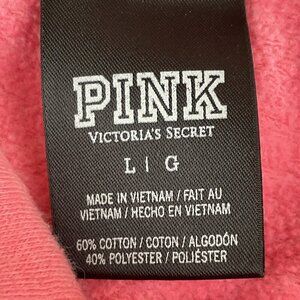 PINK
VICTORIA'S SECRET
L | G
MADE IN VIETNAM / FAIT AU
VIETNAM / HECHO EN VIETNAM
60% COTTON / COTON / ALGODÓN
40% POLYESTER / POLIÉSTER